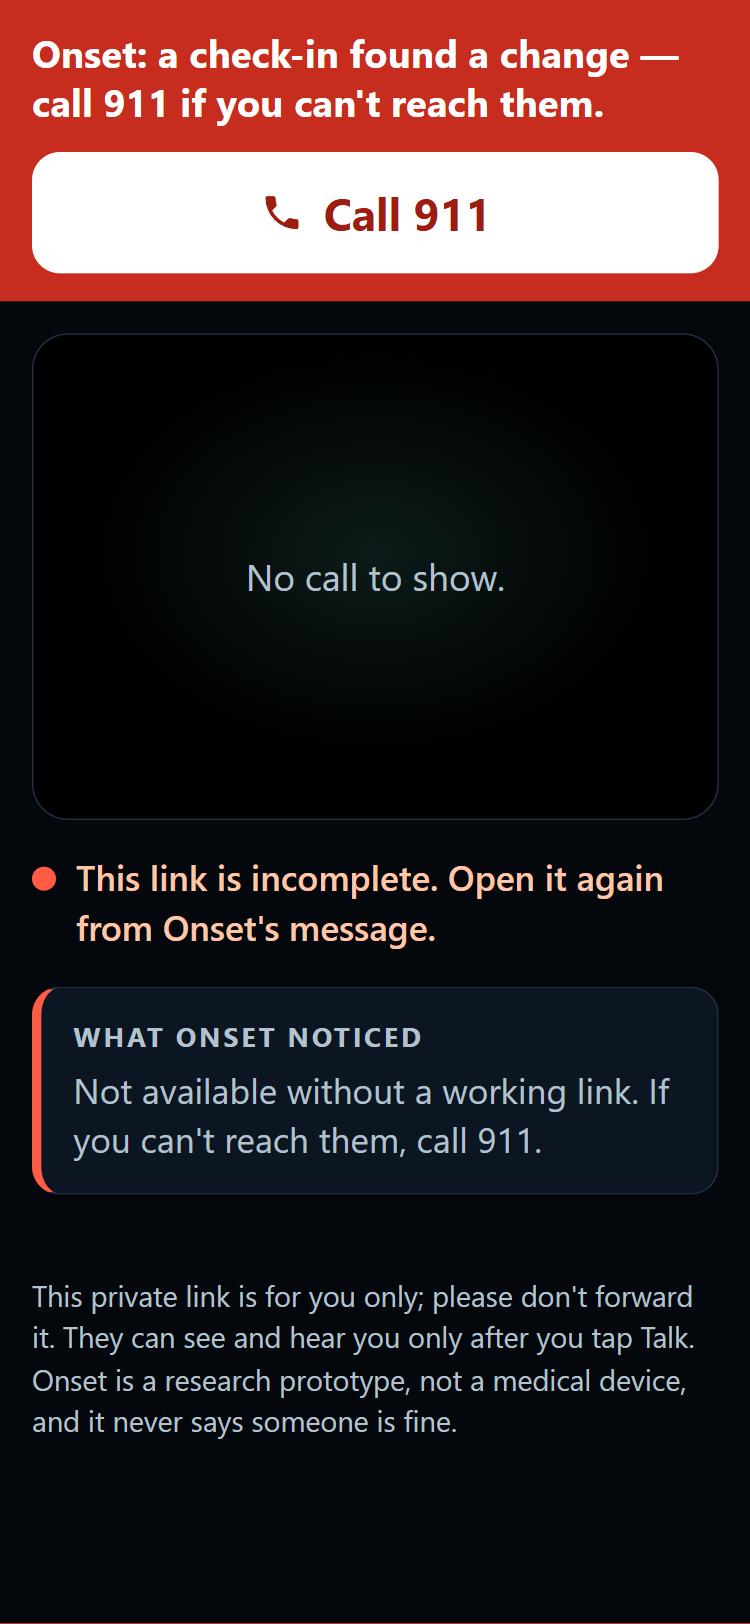 Onset: a check-in found a change —
call 911 if you can't reach them.
Call 911
No call to show.
This link is incomplete. Open it again
from Onset's message.
WHAT ONSET NOTICED
Not available without a working link. If
you can't reach them, call 911.
This private link is for you only; please don't forward
it. They can see and hear you only after you tap Talk.
Onset is a research prototype, not a medical device,
and it never says someone is fine.